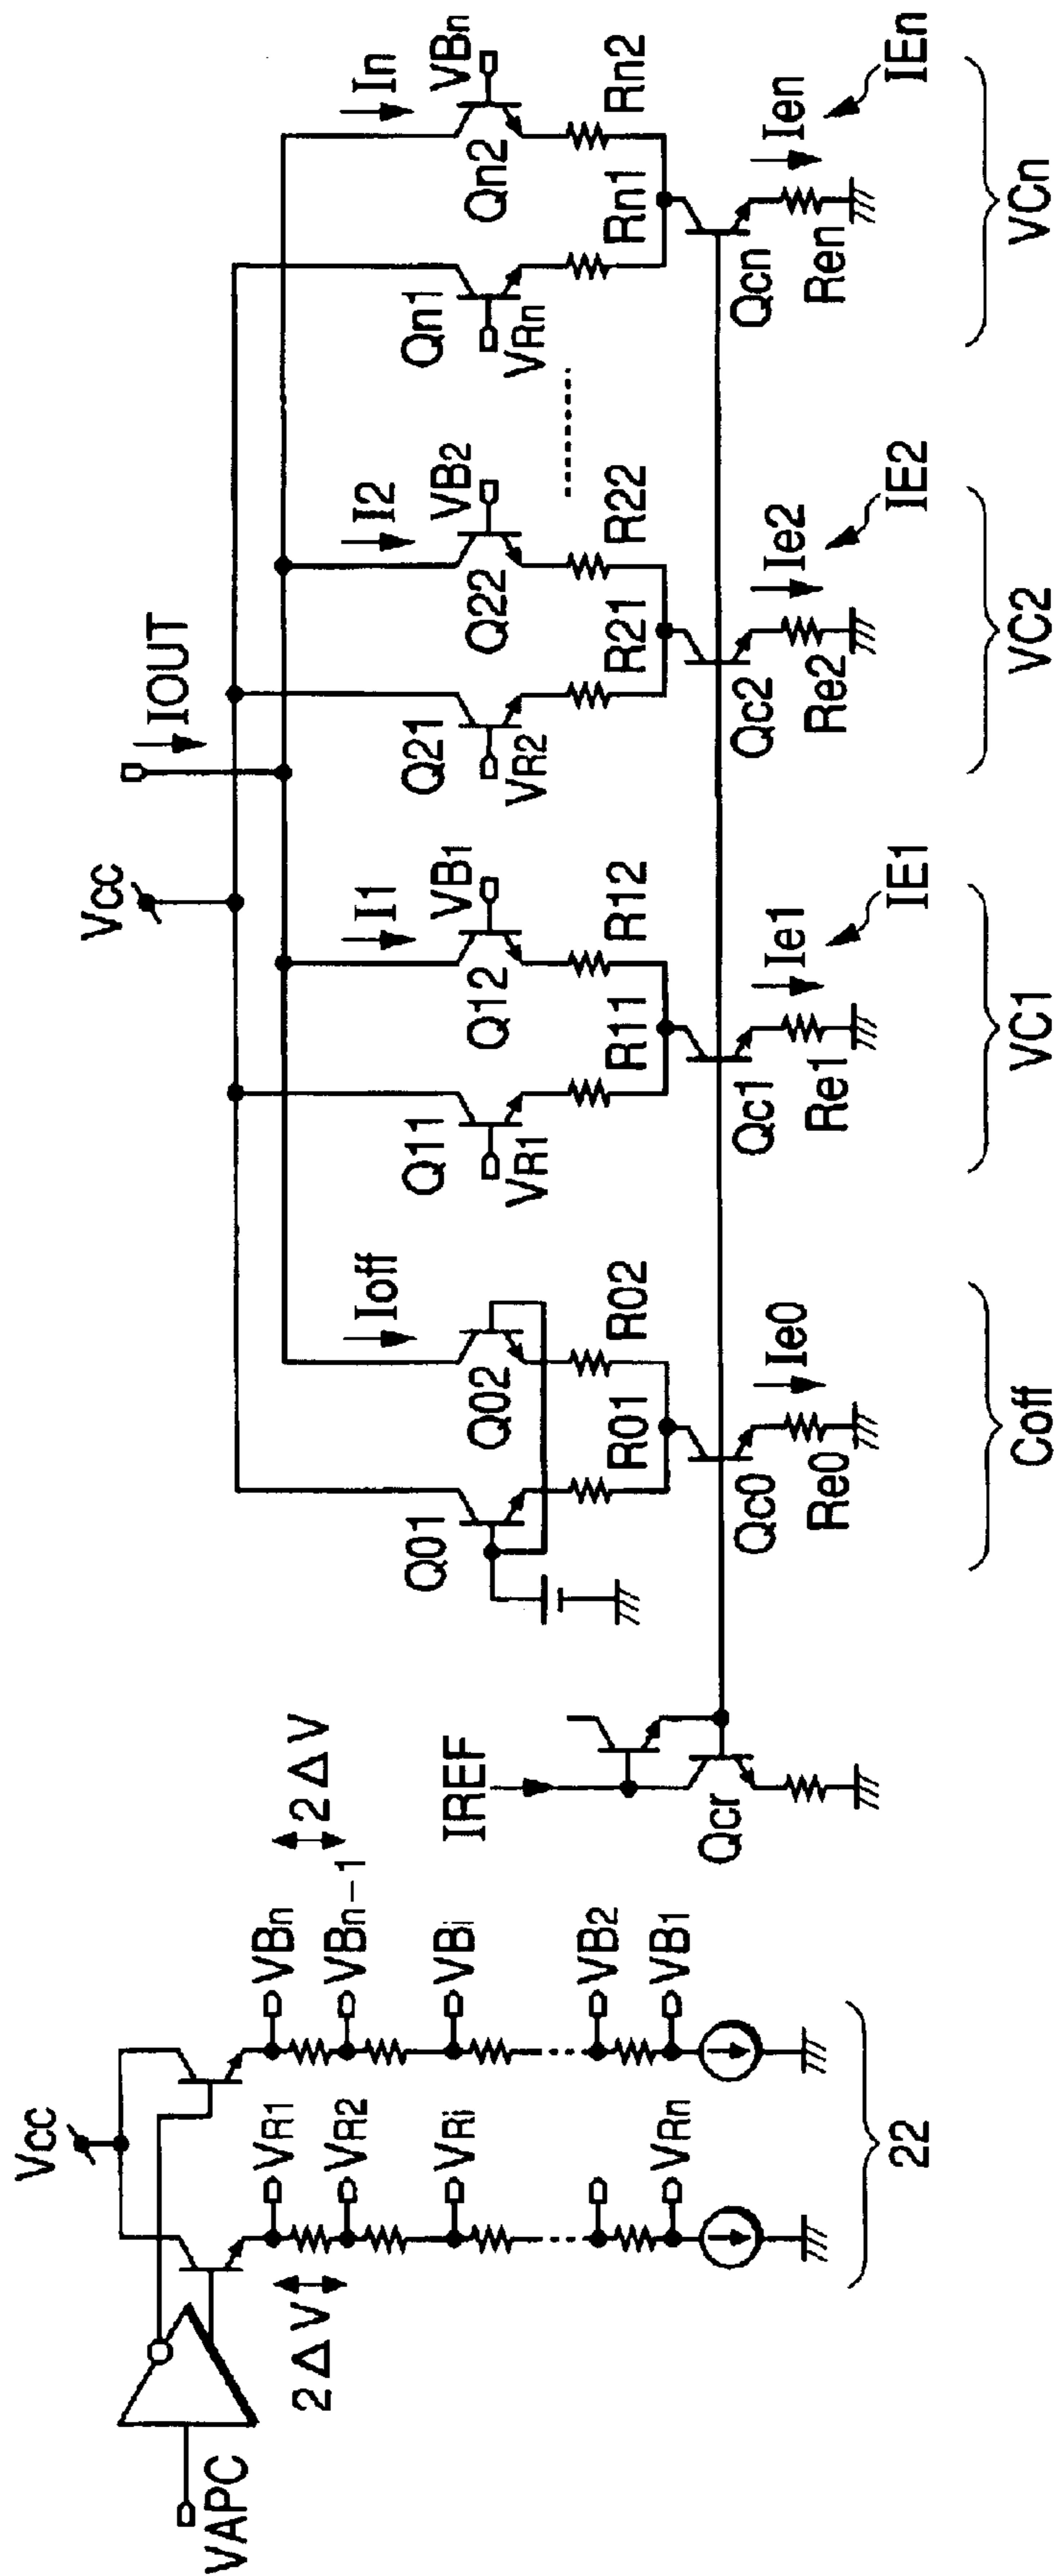 VAPC
Vcc
2ΔV
VR1
VR2
VRi
VRn
VBn
VBn-1
VBi
VB2
VB1
2ΔV
22
IREF
Qcr
Vcc
IOUT
Q01
Q02
Ioff
R01
R02
Qc0
Re0
Ie0
Coff
Q11
VR1
Q12
I1
VB1
R11
R12
Qc1
Re1
Ie1
IE1
VC1
Q21
VR2
Q22
I2
VB2
R21
R22
Qc2
Re2
Ie2
IE2
VC2
Qn1
VRn
Qn2
In
VBn
Rn1
Rn2
Qcn
Ren
Ien
IEn
VCn